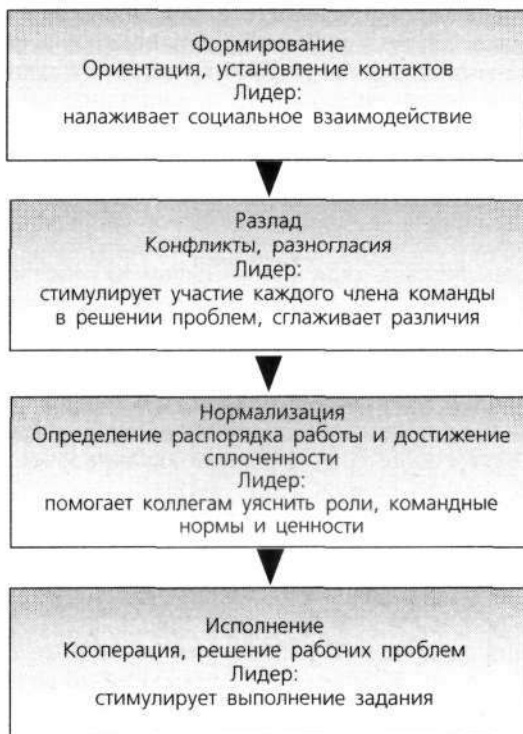 Формирование
Ориентация, установление контактов
Лидер:
налаживает социальное взаимодействие
Разлад
Конфликты, разногласия
Лидер:
стимулирует участие каждого члена команды
в решении проблем, сглаживает различия
Нормализация
Определение распорядка работы и достижение
сплоченности
Лидер:
помогает коллегам уяснить роли, командные
нормы и ценности
Исполнение
Кооперация, решение рабочих проблем
Лидер:
стимулирует выполнение задания